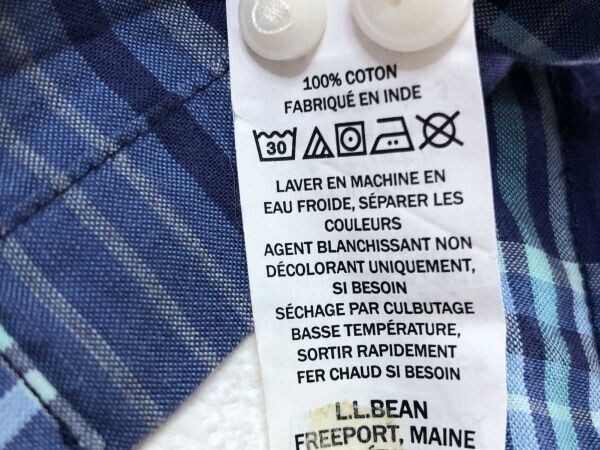 100% COTON
FABRIQUÉ EN INDE
30
LAVER EN MACHINE EN
EAU FROIDE, SÉPARER LES
COULEURS
AGENT BLANCHISSANT NON
DÉCOLORANT UNIQUEMENT,
SI BESOIN
SÉCHAGE PAR CULBUTAGE
BASSE TEMPÉRATURE,
SORTIR RAPIDEMENT
FER CHAUD SI BESOIN
L.L.BEAN
FREEPORT, MAINE